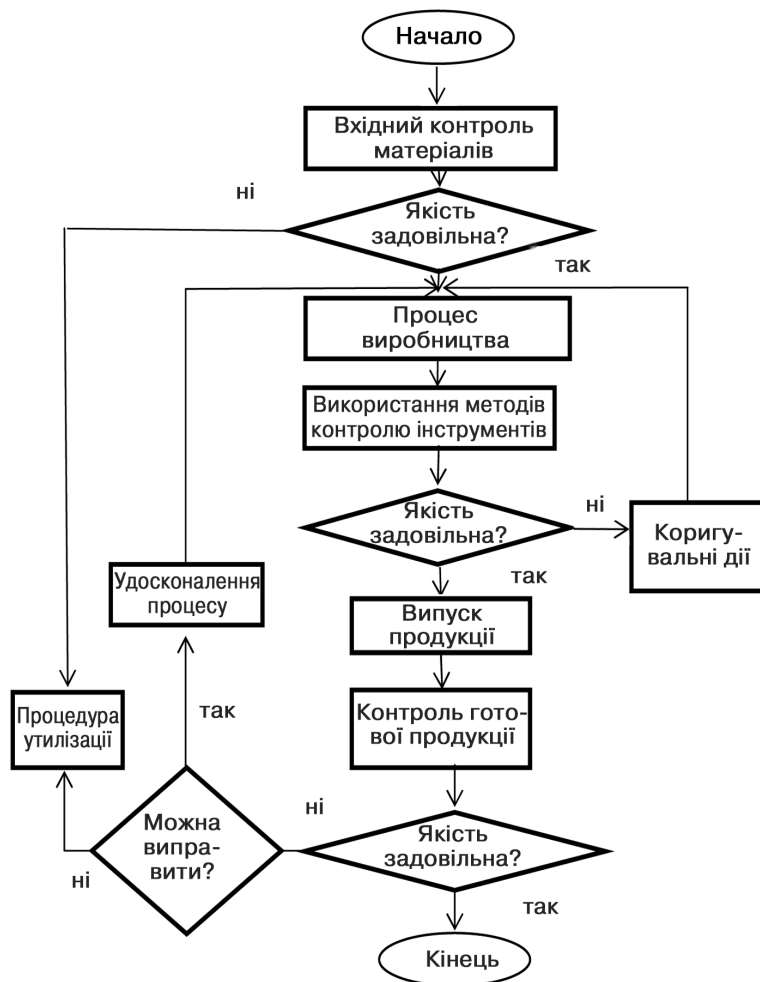 Начало
Вхідний контроль
матеріалів
ні
Якість
задовільна?
так
Процес
виробництва
Використання методів
контролю інструментів
Якість
задовільна?
ні
Коригу-
вальні дії
так
Удосконалення
процесу
Випуск
продукції
Процедура
утилізації
так
Контроль гото-
вої продукції
Можна
випра-
вити?
ні
ні
Якість
задовільна?
так
Кінець